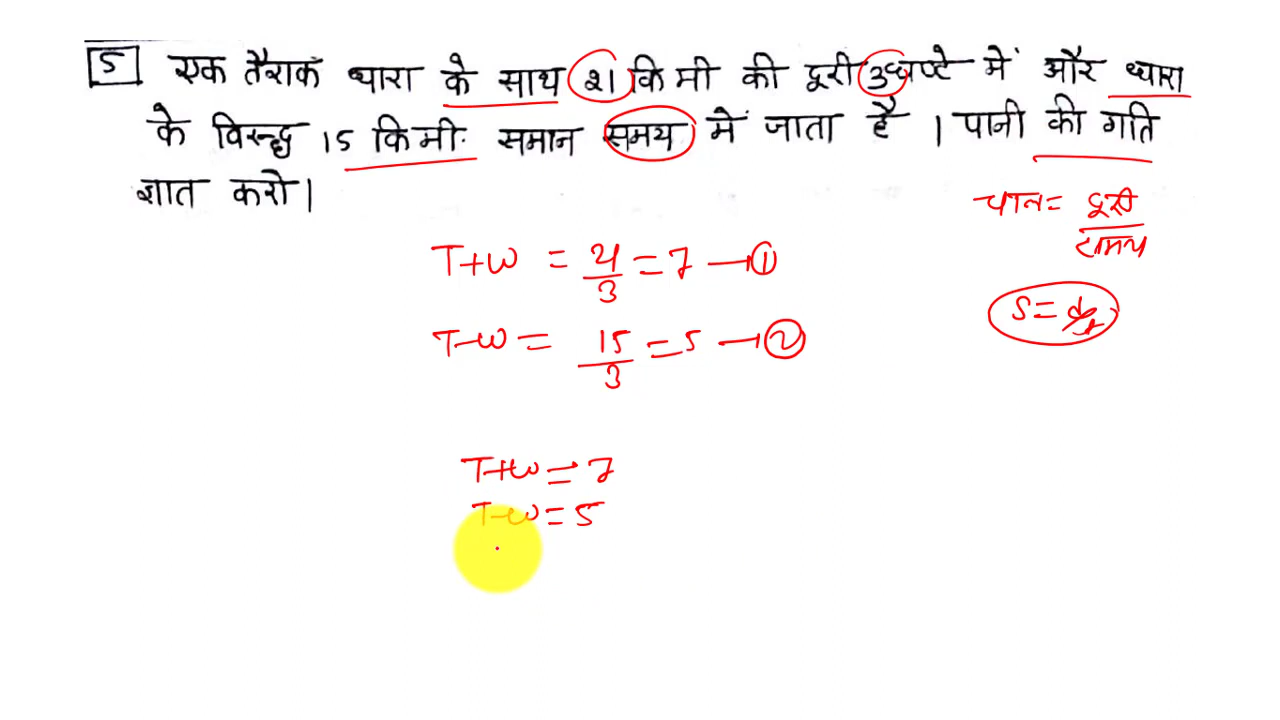 5 एक तैराक धारा के साथ 21 किमी की दूरी 3 घण्टे में और धारा
के विरुद्ध 15 किमी. समान समय में जाता है । पानी की गति
ज्ञात करो।
चाल = दूरी/समय
T+W = 21/3 = 7 → ①
S = d/t
T-W = 15/3 = 5 → ②
T+W = 7
T-W = 5